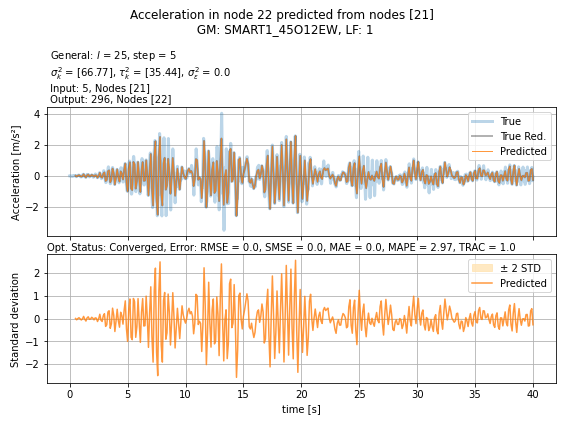 Acceleration in node 22 predicted from nodes [21]
GM: SMART1_45O12EW, LF: 1
General: l = 25, step = 5
σ²ₖ = [66.77], τ²ₖ = [35.44], σ²ε = 0.0
Input: 5, Nodes [21]
Output: 296, Nodes [22]
4
2
0
−2
Acceleration [m/s²]
True
True Red.
Predicted
Opt. Status: Converged, Error: RMSE = 0.0, SMSE = 0.0, MAE = 0.0, MAPE = 2.97, TRAC = 1.0
2
1
0
−1
−2
Standard deviation
± 2 STD
Predicted
0 5 10 15 20 25 30 35 40
time [s]